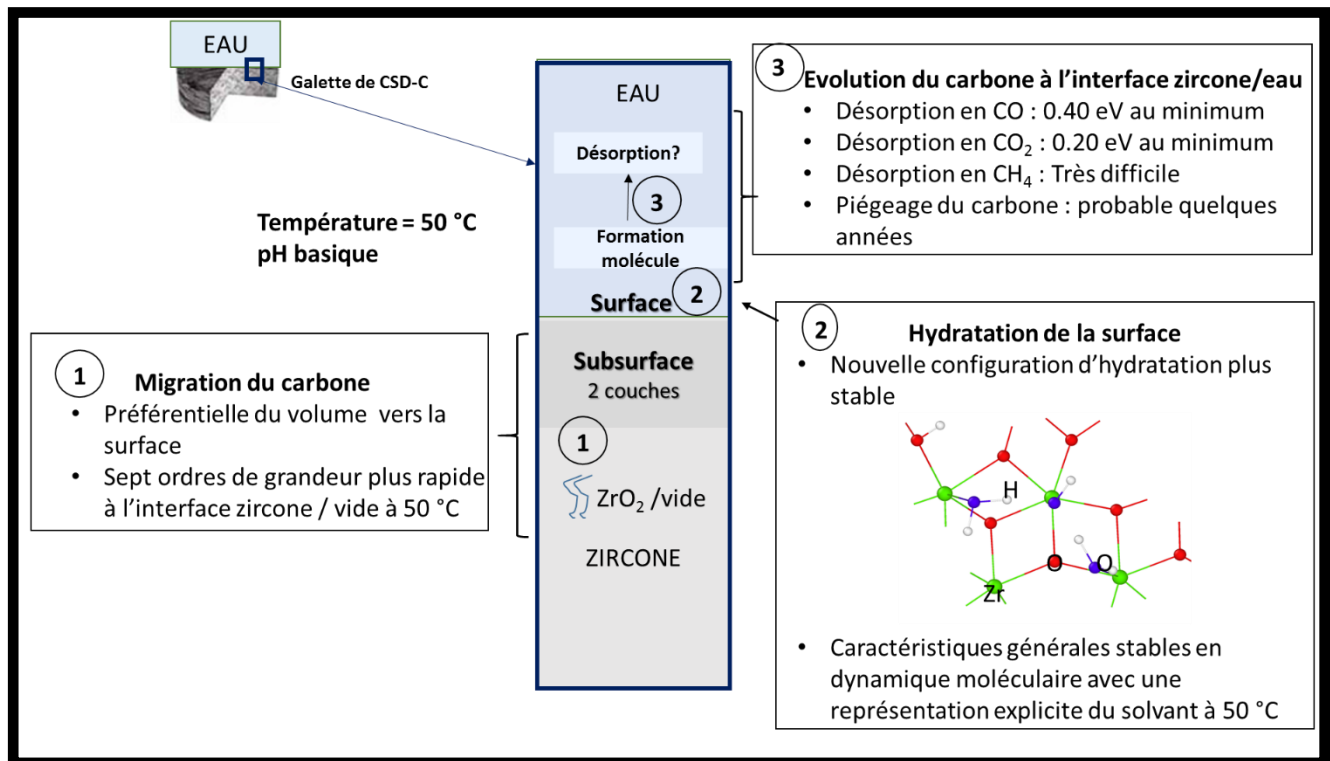 EAU
Galette de CSD-C
Température = 50 °C
pH basique
EAU
Désorption?
3
Formation
molécule
Surface 2
Subsurface
2 couches
1
ZrO₂ /vide
ZIRCONE
1 Migration du carbone
• Préférentielle du volume vers la
surface
• Sept ordres de grandeur plus rapide
à l’interface zircone / vide à 50 °C
3 Evolution du carbone à l’interface zircone/eau
• Désorption en CO : 0.40 eV au minimum
• Désorption en CO₂ : 0.20 eV au minimum
• Désorption en CH₄ : Très difficile
• Piégeage du carbone : probable quelques
années
2 Hydratation de la surface
• Nouvelle configuration d’hydratation plus
stable
H
O O
Zr
• Caractéristiques générales stables en
dynamique moléculaire avec une
représentation explicite du solvant à 50 °C